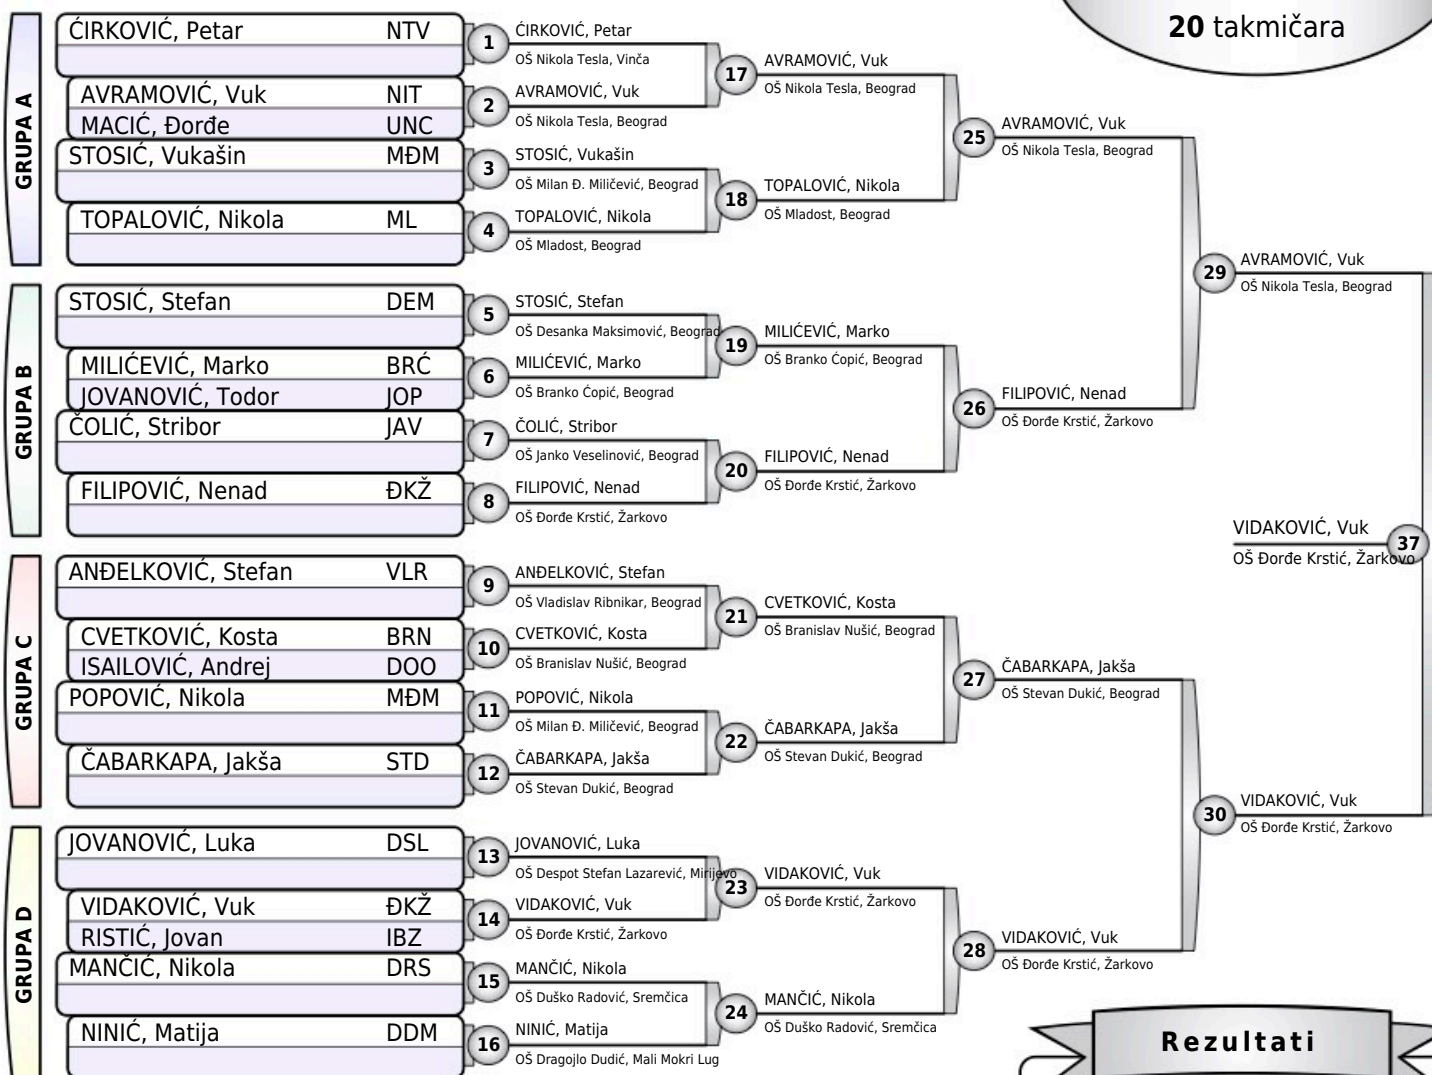 20 takmičara
GRUPA A
ĆIRKOVIĆ, Petar NTV
AVRAMOVIĆ, Vuk NIT
MACIĆ, Đorđe UNC
STOSIĆ, Vukašin MĐM
TOPALOVIĆ, Nikola ML
GRUPA B
STOSIĆ, Stefan DEM
MILIĆEVIĆ, Marko BRĆ
JOVANOVIĆ, Todor JOP
ČOLIĆ, Stribor JAV
FILIPOVIĆ, Nenad ĐKŽ
GRUPA C
ANĐELKOVIĆ, Stefan VLR
CVETKOVIĆ, Kosta BRN
ISAILOVIĆ, Andrej DOO
POPOVIĆ, Nikola MĐM
ČABARKAPA, Jakša STD
GRUPA D
JOVANOVIĆ, Luka DSL
VIDAKOVIĆ, Vuk ĐKŽ
RISTIĆ, Jovan IBZ
MANČIĆ, Nikola DRS
NINIĆ, Matija DDM
1 ĆIRKOVIĆ, Petar
OŠ Nikola Tesla, Vinča
2 AVRAMOVIĆ, Vuk
OŠ Nikola Tesla, Beograd
3 STOSIĆ, Vukašin
OŠ Milan Đ. Miličević, Beograd
4 TOPALOVIĆ, Nikola
OŠ Mladost, Beograd
5 STOSIĆ, Stefan
OŠ Desanka Maksimović, Beograd
6 MILIĆEVIĆ, Marko
OŠ Branko Ćopić, Beograd
7 ČOLIĆ, Stribor
OŠ Janko Veselinović, Beograd
8 FILIPOVIĆ, Nenad
OŠ Đorđe Krstić, Žarkovo
9 ANĐELKOVIĆ, Stefan
OŠ Vladislav Ribnikar, Beograd
10 CVETKOVIĆ, Kosta
OŠ Branislav Nušić, Beograd
11 POPOVIĆ, Nikola
OŠ Milan Đ. Miličević, Beograd
12 ČABARKAPA, Jakša
OŠ Stevan Dukić, Beograd
13 JOVANOVIĆ, Luka
OŠ Despot Stefan Lazarević, Mirijevo
14 VIDAKOVIĆ, Vuk
OŠ Đorđe Krstić, Žarkovo
15 MANČIĆ, Nikola
OŠ Duško Radović, Sremčica
16 NINIĆ, Matija
OŠ Dragojlo Dudić, Mali Mokri Lug
17 AVRAMOVIĆ, Vuk
OŠ Nikola Tesla, Beograd
18 TOPALOVIĆ, Nikola
OŠ Mladost, Beograd
19 MILIĆEVIĆ, Marko
OŠ Branko Ćopić, Beograd
20 FILIPOVIĆ, Nenad
OŠ Đorđe Krstić, Žarkovo
21 CVETKOVIĆ, Kosta
OŠ Branislav Nušić, Beograd
22 ČABARKAPA, Jakša
OŠ Stevan Dukić, Beograd
23 VIDAKOVIĆ, Vuk
OŠ Đorđe Krstić, Žarkovo
24 MANČIĆ, Nikola
OŠ Duško Radović, Sremčica
25 AVRAMOVIĆ, Vuk
OŠ Nikola Tesla, Beograd
26 FILIPOVIĆ, Nenad
OŠ Đorđe Krstić, Žarkovo
27 ČABARKAPA, Jakša
OŠ Stevan Dukić, Beograd
28 VIDAKOVIĆ, Vuk
OŠ Đorđe Krstić, Žarkovo
29 AVRAMOVIĆ, Vuk
OŠ Nikola Tesla, Beograd
30 VIDAKOVIĆ, Vuk
OŠ Đorđe Krstić, Žarkovo
VIDAKOVIĆ, Vuk 37
OŠ Đorđe Krstić, Žarkovo
Rezultati